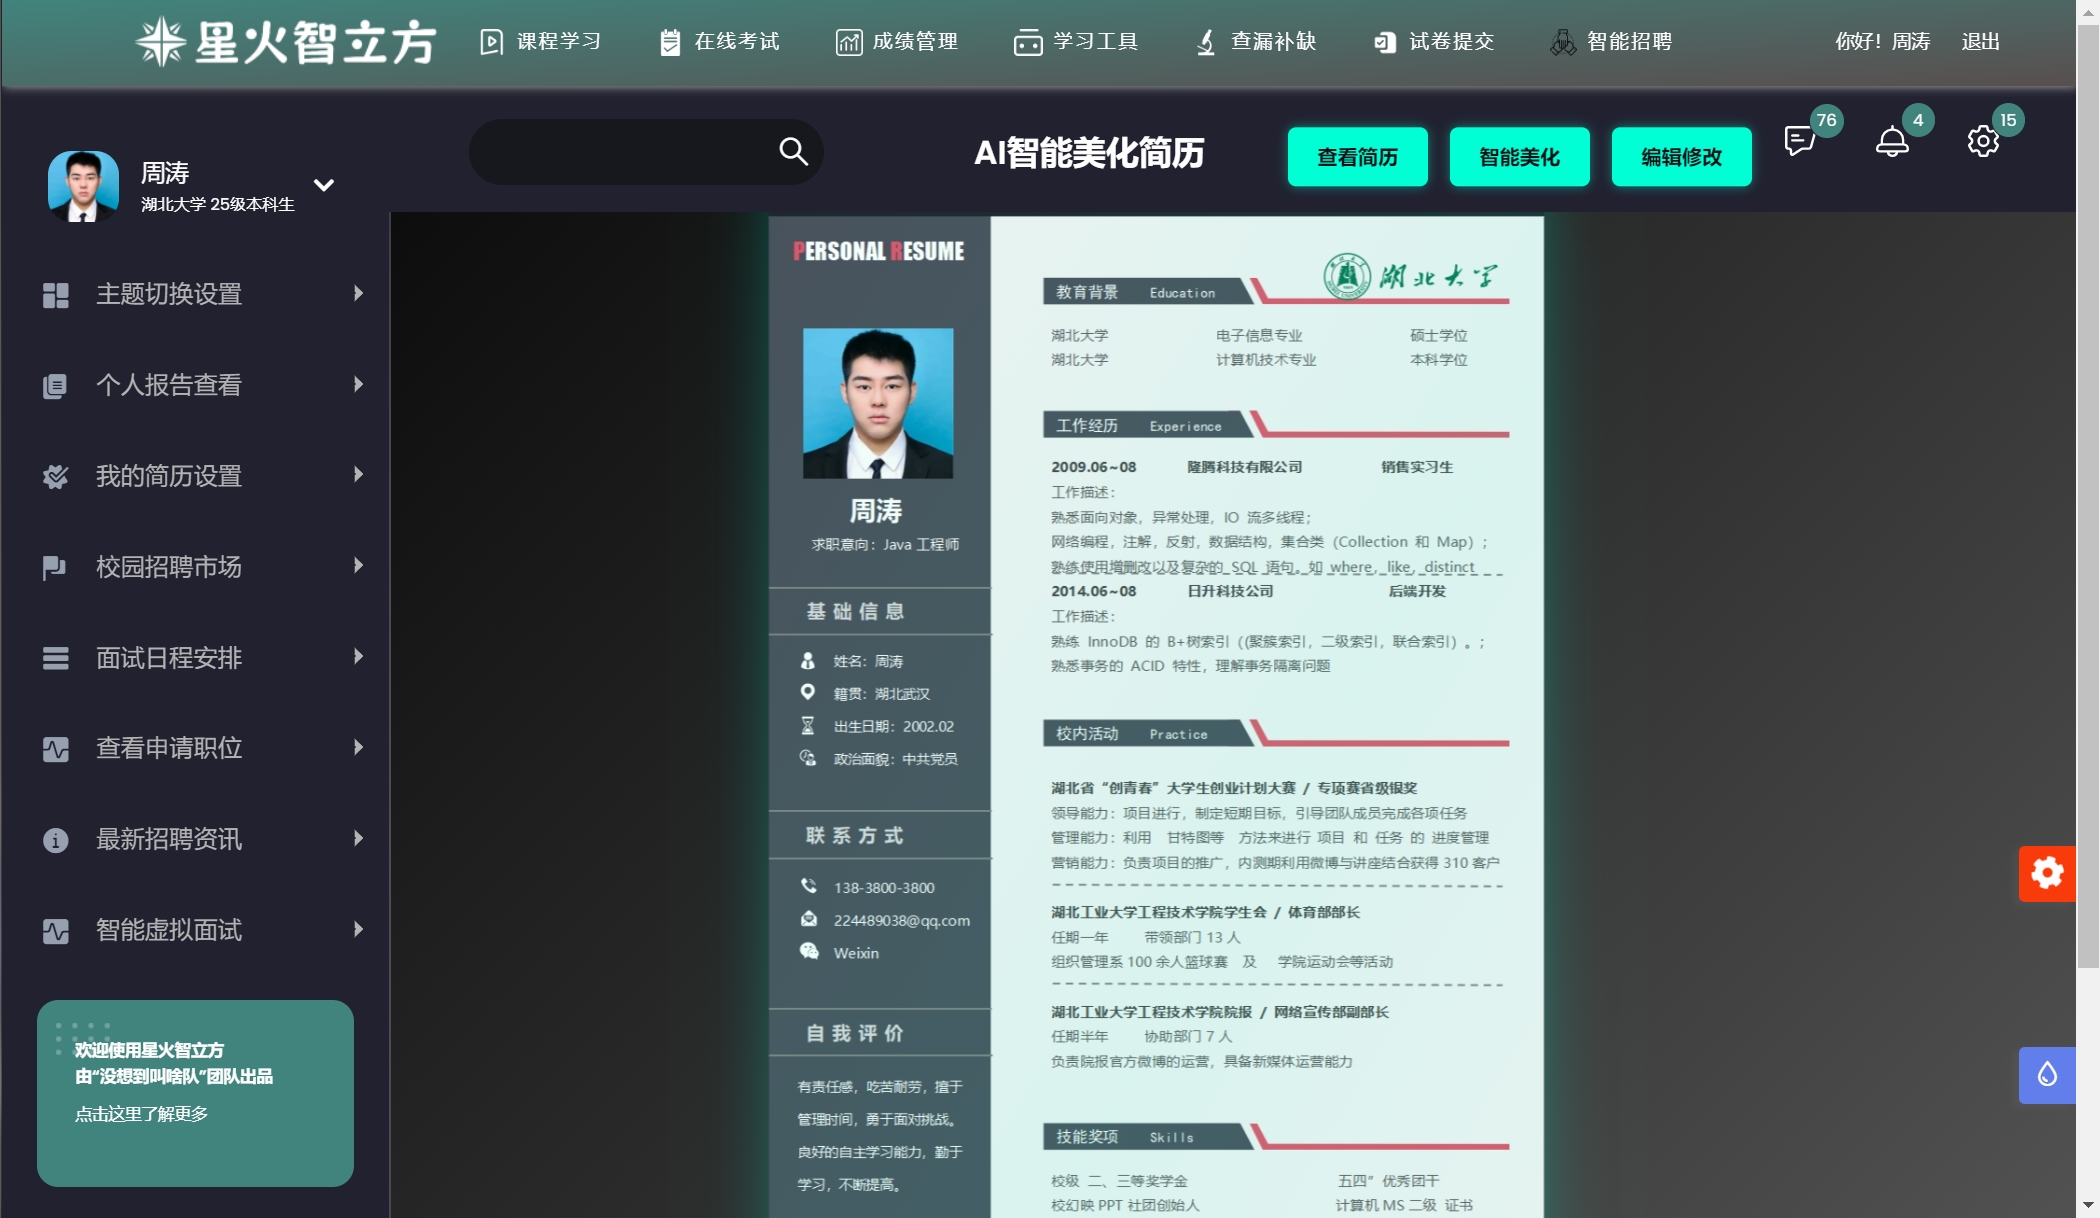 星火智立方
课程学习
在线考试
成绩管理
学习工具
查漏补缺
试卷提交
智能招聘
你好！周涛
退出
周涛
湖北大学 25级本科生
AI智能美化简历
查看简历
智能美化
编辑修改
76
4
15
主题切换设置
个人报告查看
我的简历设置
校园招聘市场
面试日程安排
查看申请职位
最新招聘资讯
智能虚拟面试
欢迎使用星火智立方
由“没想到叫啥队”团队出品
点击这里了解更多
PERSONAL RESUME
周涛
求职意向：Java 工程师
基础信息
姓名：周涛
籍贯：湖北武汉
出生日期：2002.02
政治面貌：中共党员
联系方式
138-3800-3800
224489038@qq.com
Weixin
自我评价
有责任感，吃苦耐劳，擅于
管理时间，勇于面对挑战。
良好的自主学习能力，勤于
学习，不断提高。
湖北大学
教育背景 Education
湖北大学 电子信息专业 硕士学位
湖北大学 计算机技术专业 本科学位
工作经历 Experience
2009.06~08 隆腾科技有限公司 销售实习生
工作描述：
熟悉面向对象，异常处理，IO 流多线程；
网络编程，注解，反射，数据结构，集合类（Collection 和 Map）；
熟练使用增删改以及复杂的 SQL 语句。如 where，like，distinct
2014.06~08 日升科技公司 后端开发
工作描述：
熟练 InnoDB 的 B+树索引（(聚簇索引，二级索引，联合索引）。；
熟悉事务的 ACID 特性，理解事务隔离问题
校内活动 Practice
湖北省“创青春”大学生创业计划大赛 / 专项赛省级银奖
领导能力：项目进行，制定短期目标，引导团队成员完成各项任务
管理能力：利用 甘特图等 方法来进行 项目 和 任务 的 进度管理
营销能力：负责项目的推广，内测期利用微博与讲座结合获得 310 客户
湖北工业大学工程技术学院学生会 / 体育部部长
任期一年 带领部门 13 人
组织管理系 100 余人篮球赛 及 学院运动会等活动
湖北工业大学工程技术学院院报 / 网络宣传部副部长
任期半年 协助部门 7 人
负责院报官方微博的运营，具备新媒体运营能力
技能奖项 Skills
校级 二、三等奖学金 五四”优秀团干
校幻映 PPT 社团创始人 计算机 MS 二级 证书